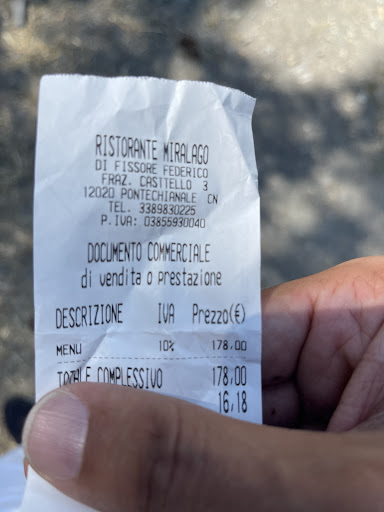 RISTORANTE MIRALAGO
DI FISSORE FEDERICO
FRAZ. CASTTELLO 3
12020 PONTECHIANALE CN
TEL. 3389830225
P.IVA: 03855930040
DOCUMENTO COMMERCIALE
di vendita o prestazione
DESCRIZIONE IVA Prezzo(€)
MENU 10% 178,00
TOTALE COMPLESSIVO 178,00
16,18